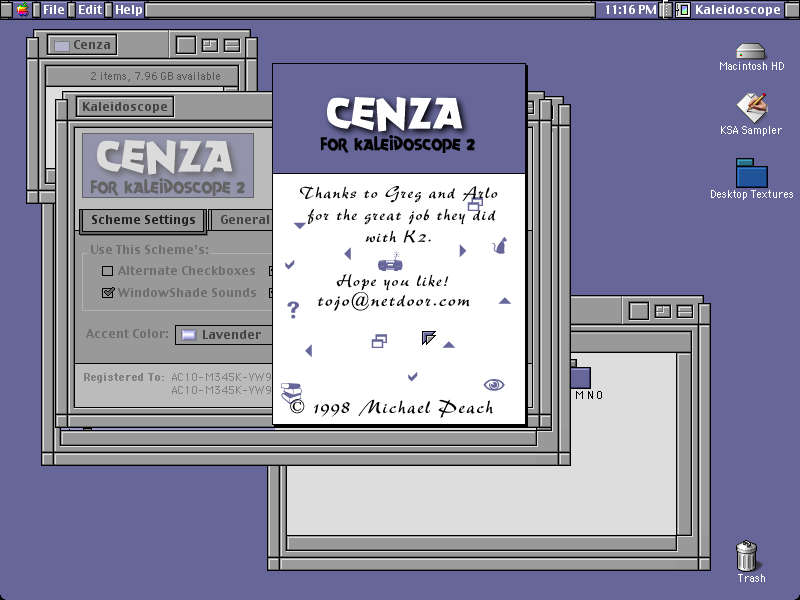 File Edit Help
11:16 PM
Kaleidoscope
Cenza
2 items, 7.96 GB available
Kaleidoscope
CENZA
FOR KALEIDOSCOPE 2
Scheme Settings
General
Use This Scheme's:
Alternate Checkboxes
WindowShade Sounds
Accent Color:
Lavender
Registered To:
AC10-M345K-YW9
AC10-M345K-YW9
CENZA
FOR KALEIDOSCOPE 2
Thanks to Greg and Arlo
for the great job they did
with K2.
Hope you like!
tojo@netdoor.com
© 1998 Michael Peach
M N O
Macintosh HD
KSA Sampler
Desktop Textures
Trash